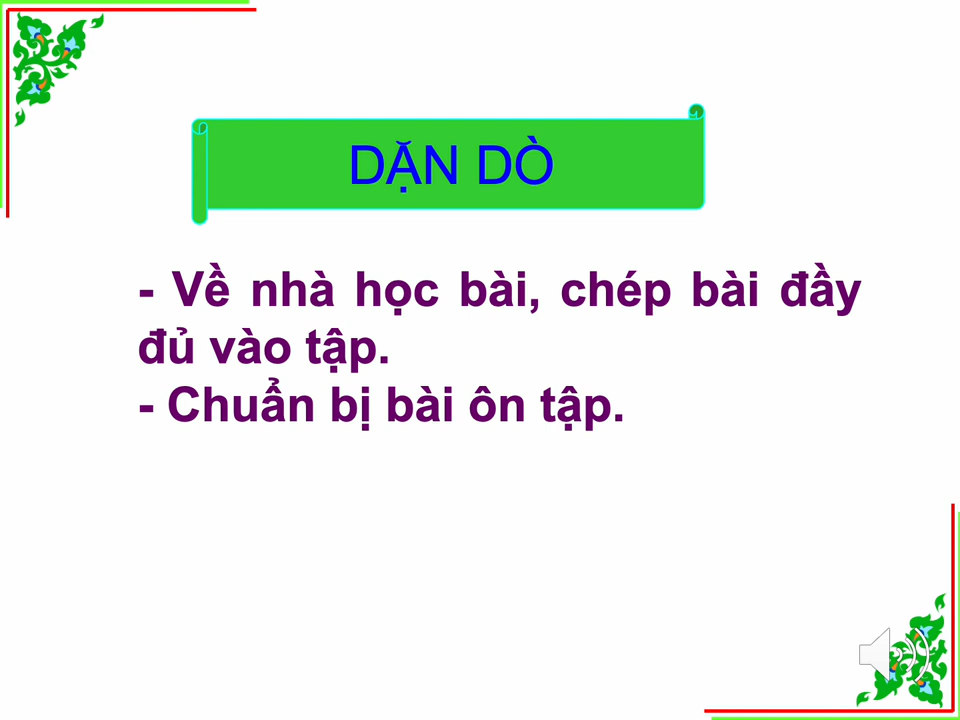 DẶN DÒ
- Về nhà học bài, chép bài đầy
đủ vào tập.
- Chuẩn bị bài ôn tập.